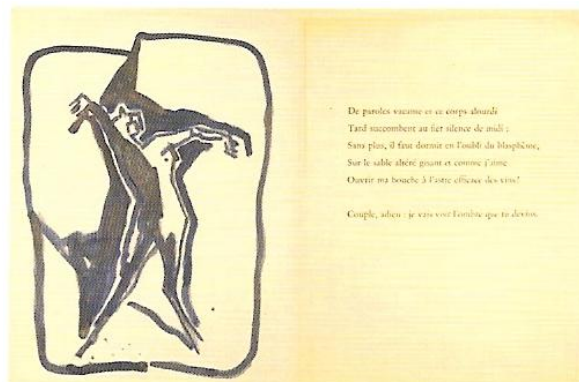 De paroles vacante et ce corps alourdi
Tard succombent au fier silence de midi :
Sans plus, il faut dormir en l'oubli du blasphème,
Sur le sable altéré gisant et comme j'aime
Ouvrir ma bouche à l'astre efficace des vins!
Couple, adieu : je vais voir l'ombre que tu devins.